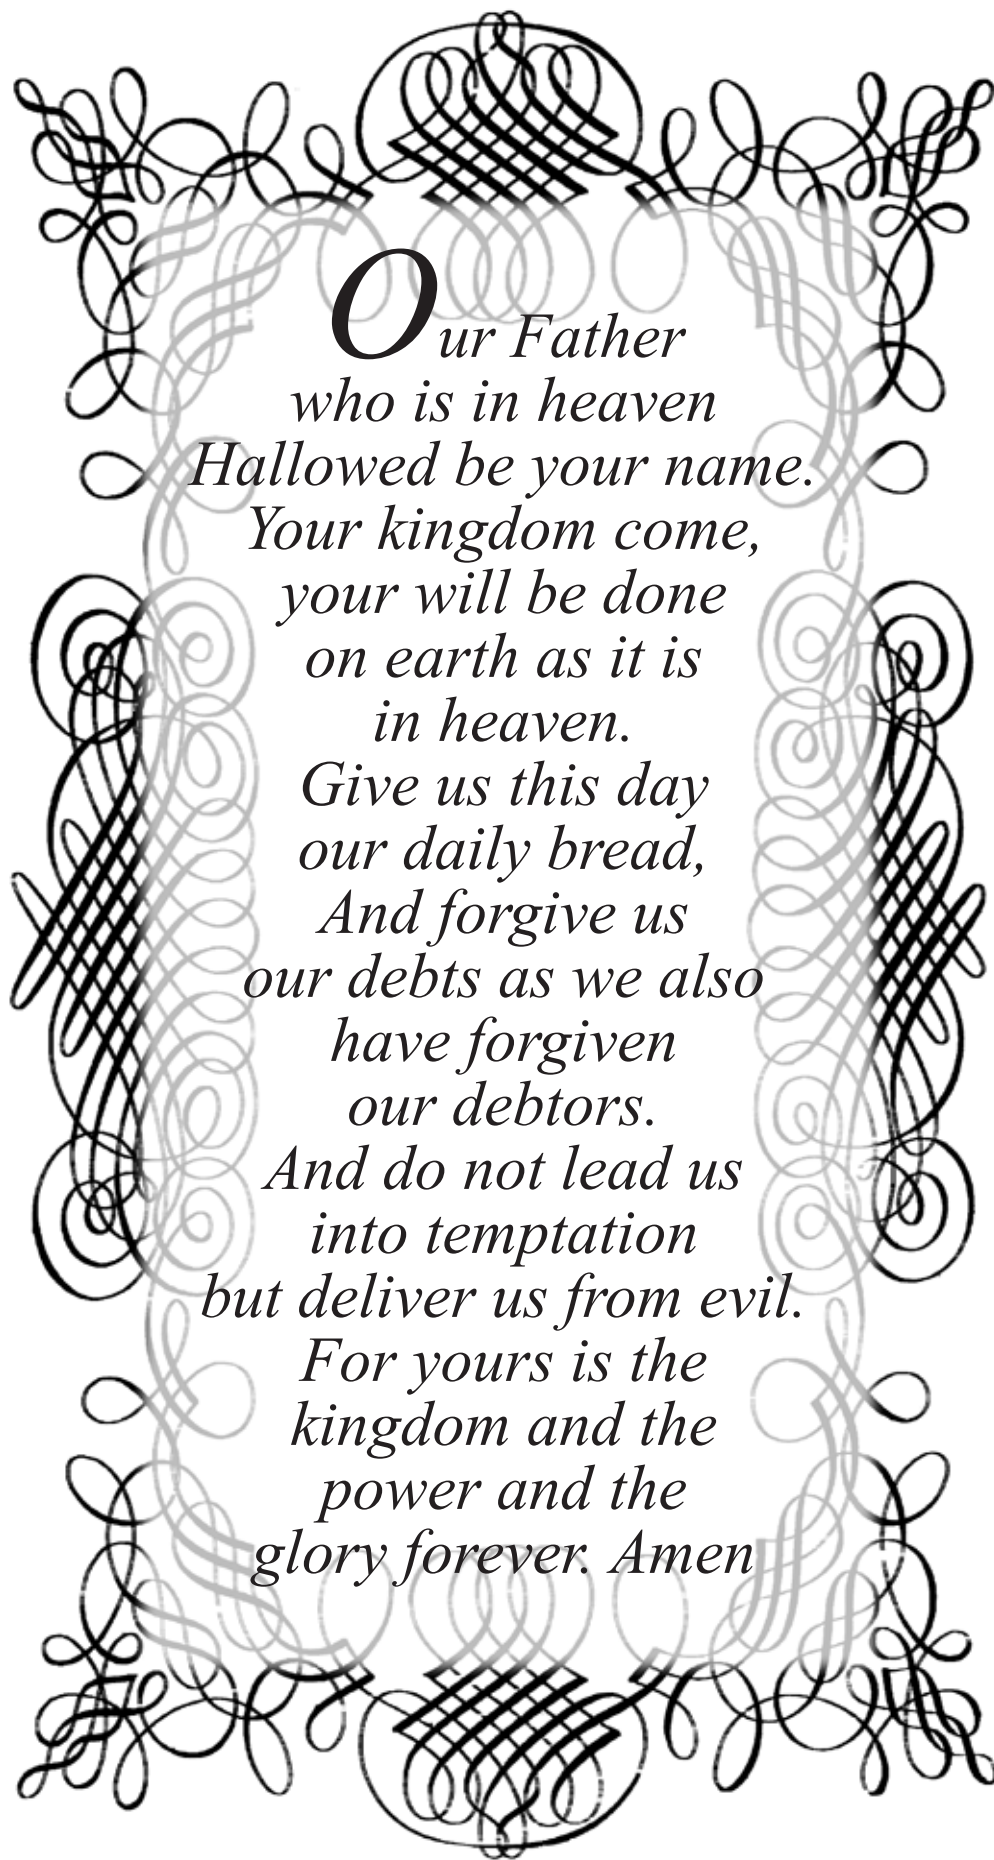 Our Father
who is in heaven
Hallowed be your name.
Your kingdom come,
your will be done
on earth as it is
in heaven.
Give us this day
our daily bread,
And forgive us
our debts as we also
have forgiven
our debtors.
And do not lead us
into temptation
but deliver us from evil.
For yours is the
kingdom and the
power and the
glory forever. Amen